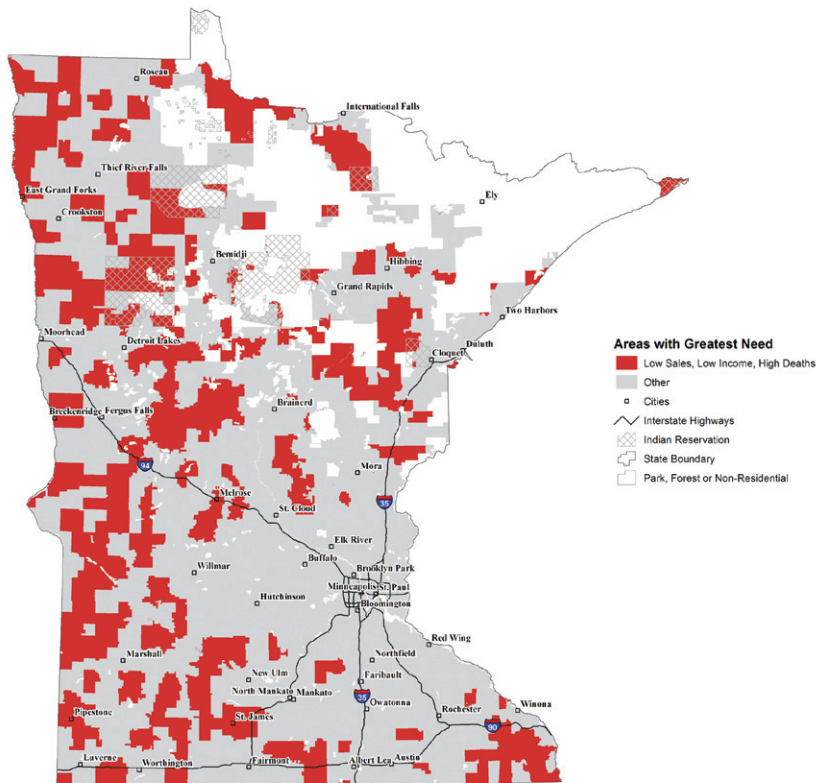 Roseau
International Falls
Thief River Falls
East Grand Forks
Ely
Crookston
Bemidji
Hibbing
Grand Rapids
Two Harbors
Moorhead
Detroit Lakes
Duluth
Cloquet
Areas with Greatest Need
Low Sales, Low Income, High Deaths
Other
Cities
Interstate Highways
Indian Reservation
State Boundary
Park, Forest or Non-Residential
Brainerd
Breckenridge
Fergus Falls
94
Mora
Melrose
35
St. Cloud
Elk River
Buffalo
Willmar
Brooklyn Park
Minneapolis
St. Paul
Hutchinson
Bloomington
Red Wing
Marshall
Northfield
New Ulm
Faribault
North Mankato
Mankato
35
Owatonna
Winona
Pipestone
St. James
Rochester
90
Luverne
Worthington
Fairmont
Albert Lea
Austin